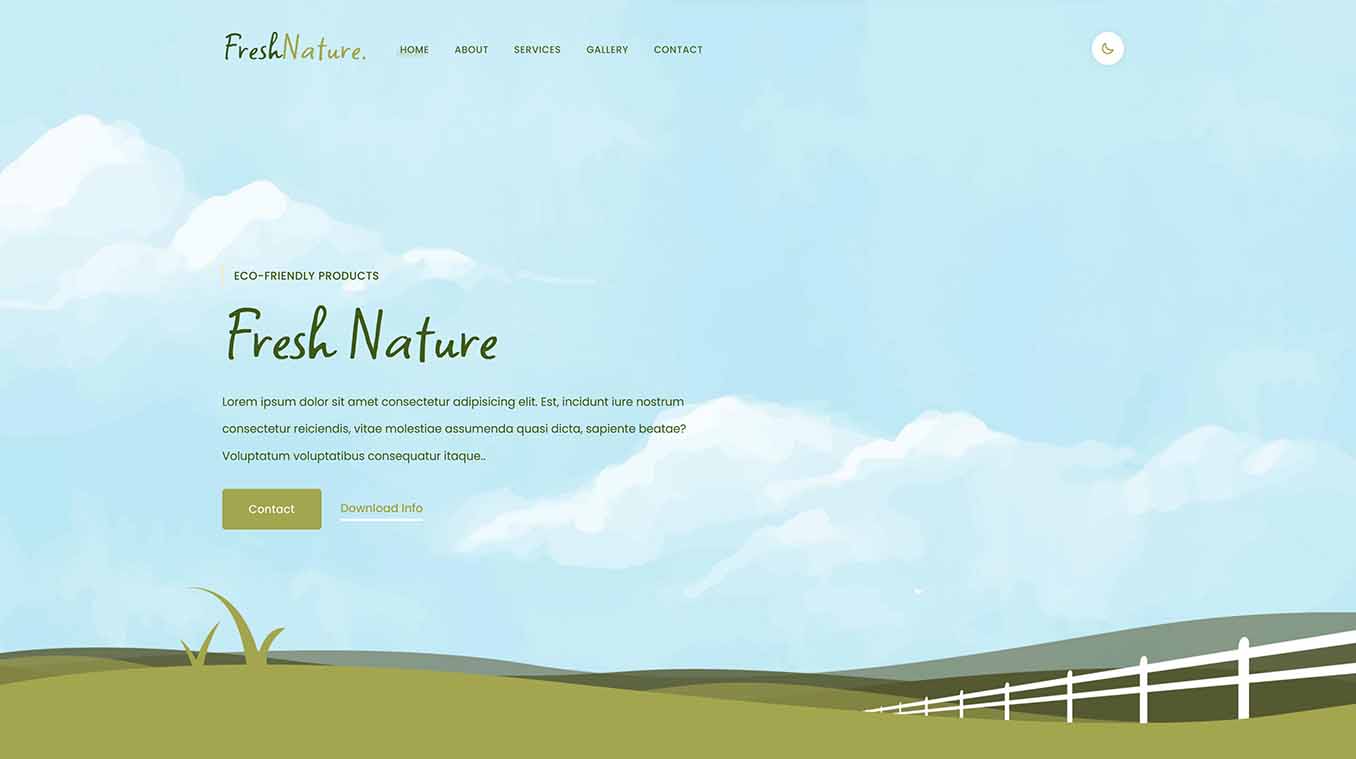 FreshNature.
HOME ABOUT SERVICES GALLERY CONTACT
ECO-FRIENDLY PRODUCTS
Fresh Nature
Lorem ipsum dolor sit amet consectetur adipisicing elit. Est, incidunt iure nostrum
consectetur reiciendis, vitae molestiae assumenda quasi dicta, sapiente beatae?
Voluptatum voluptatibus consequatur itaque..
Contact Download Info